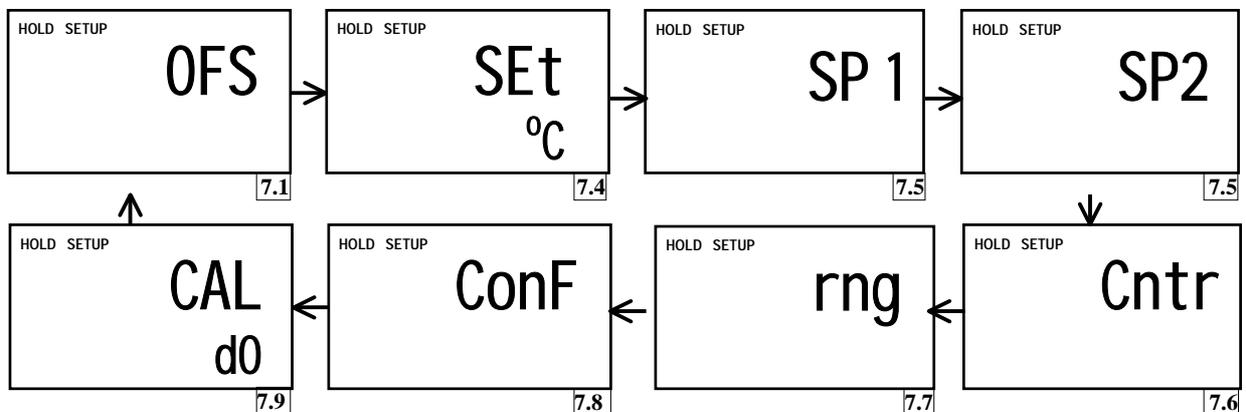 HOLD SETUP
OFS
7.1
HOLD SETUP
SEt
ºC
7.4
HOLD SETUP
SP 1
7.5
HOLD SETUP
SP2
7.5
HOLD SETUP
CAL
dO
7.9
HOLD SETUP
ConF
7.8
HOLD SETUP
rng
7.7
HOLD SETUP
Cntr
7.6